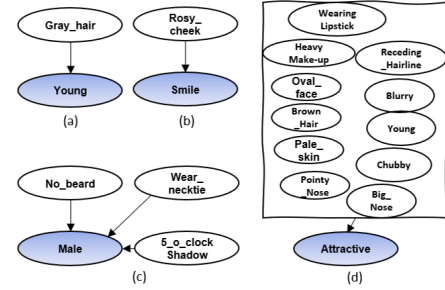 Gray_hair
Young
(a)
Rosy_
cheek
Smile
(b)
No_beard
Wear_
necktie
Male
5_o_clock
Shadow
(c)
Wearing
Lipstick
Heavy
Make-up
Receding
_Hairline
Oval_
face
Blurry
Brown
_Hair
Young
Pale_
skin
Chubby
Pointy
_Nose
Big_
Nose
Attractive
(d)